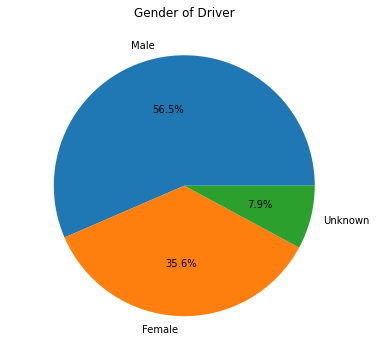 Gender of Driver
Male
56.5%
7.9%
Unknown
35.6%
Female